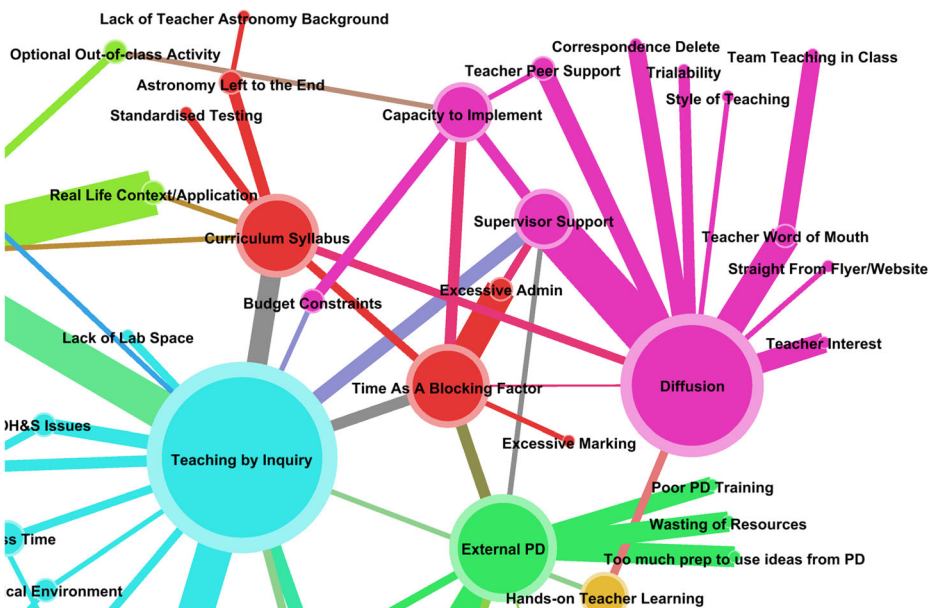 Lack of Teacher Astronomy Background
Optional Out-of-class Activity
Correspondence Delete
Team Teaching in Class
Teacher Peer Support
Trialability
Astronomy Left to the End
Style of Teaching
Standardised Testing
Capacity to Implement
Real Life Context/Application
Supervisor Support
Curriculum Syllabus
Teacher Word of Mouth
Straight From Flyer/Website
Excessive Admin
Budget Constraints
Lack of Lab Space
Teacher Interest
Time As A Blocking Factor
Diffusion
OH&S Issues
Excessive Marking
Teaching by Inquiry
Poor PD Training
Wasting of Resources
ss Time
External PD
Too much prep to use ideas from PD
cal Environment
Hands-on Teacher Learning